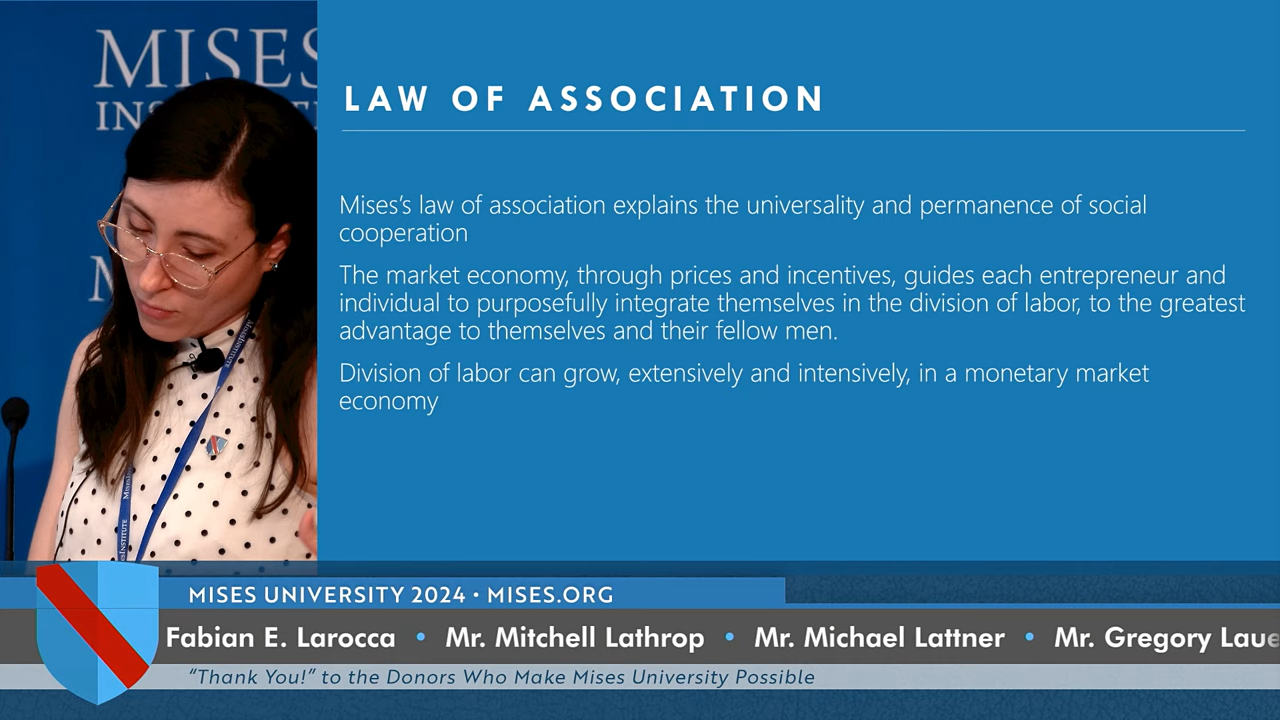 MISES
INS
M
LAW OF ASSOCIATION
Mises's law of association explains the universality and permanence of social
cooperation
The market economy, through prices and incentives, guides each entrepreneur and
individual to purposefully integrate themselves in the division of labor, to the greatest
advantage to themselves and their fellow men.
Division of labor can grow, extensively and intensively, in a monetary market
economy
MISES UNIVERSITY 2024 • MISES.ORG
Fabian E. Larocca • Mr. Mitchell Lathrop • Mr. Michael Lattner • Mr. Gregory Laue
“Thank You!” to the Donors Who Make Mises University Possible